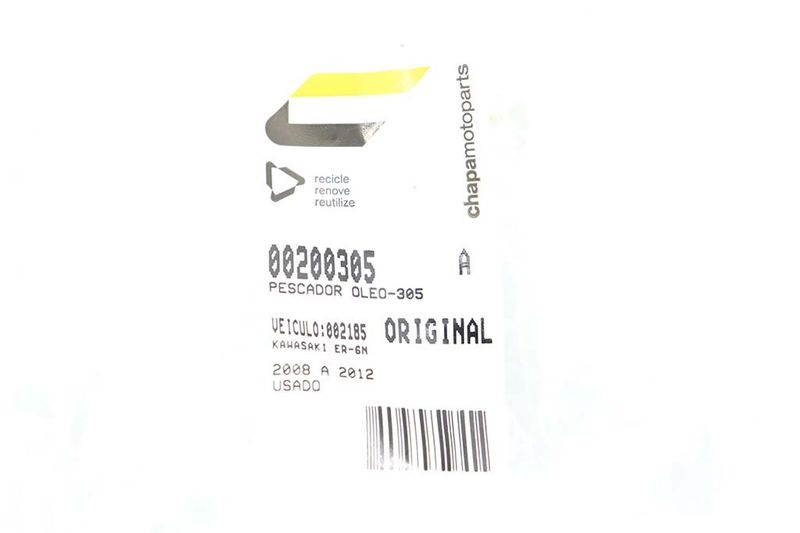 chapamotoparts
recicle
renove
reutilize
00200305 A
PESCADOR OLEO-305
VEICULO:002185 ORIGINAL
KAWASAKI ER-6N
2008 A 2012
USADO